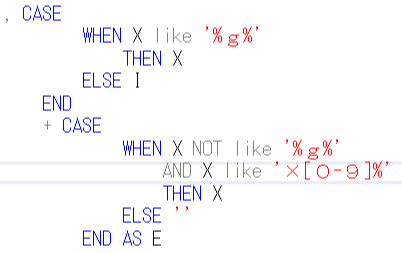 , CASE
WHEN X like '%ｇ%'
THEN X
ELSE I
END
+ CASE
WHEN X NOT like '%ｇ%'
AND X like '×[０-９]%'
THEN X
ELSE ''
END AS E